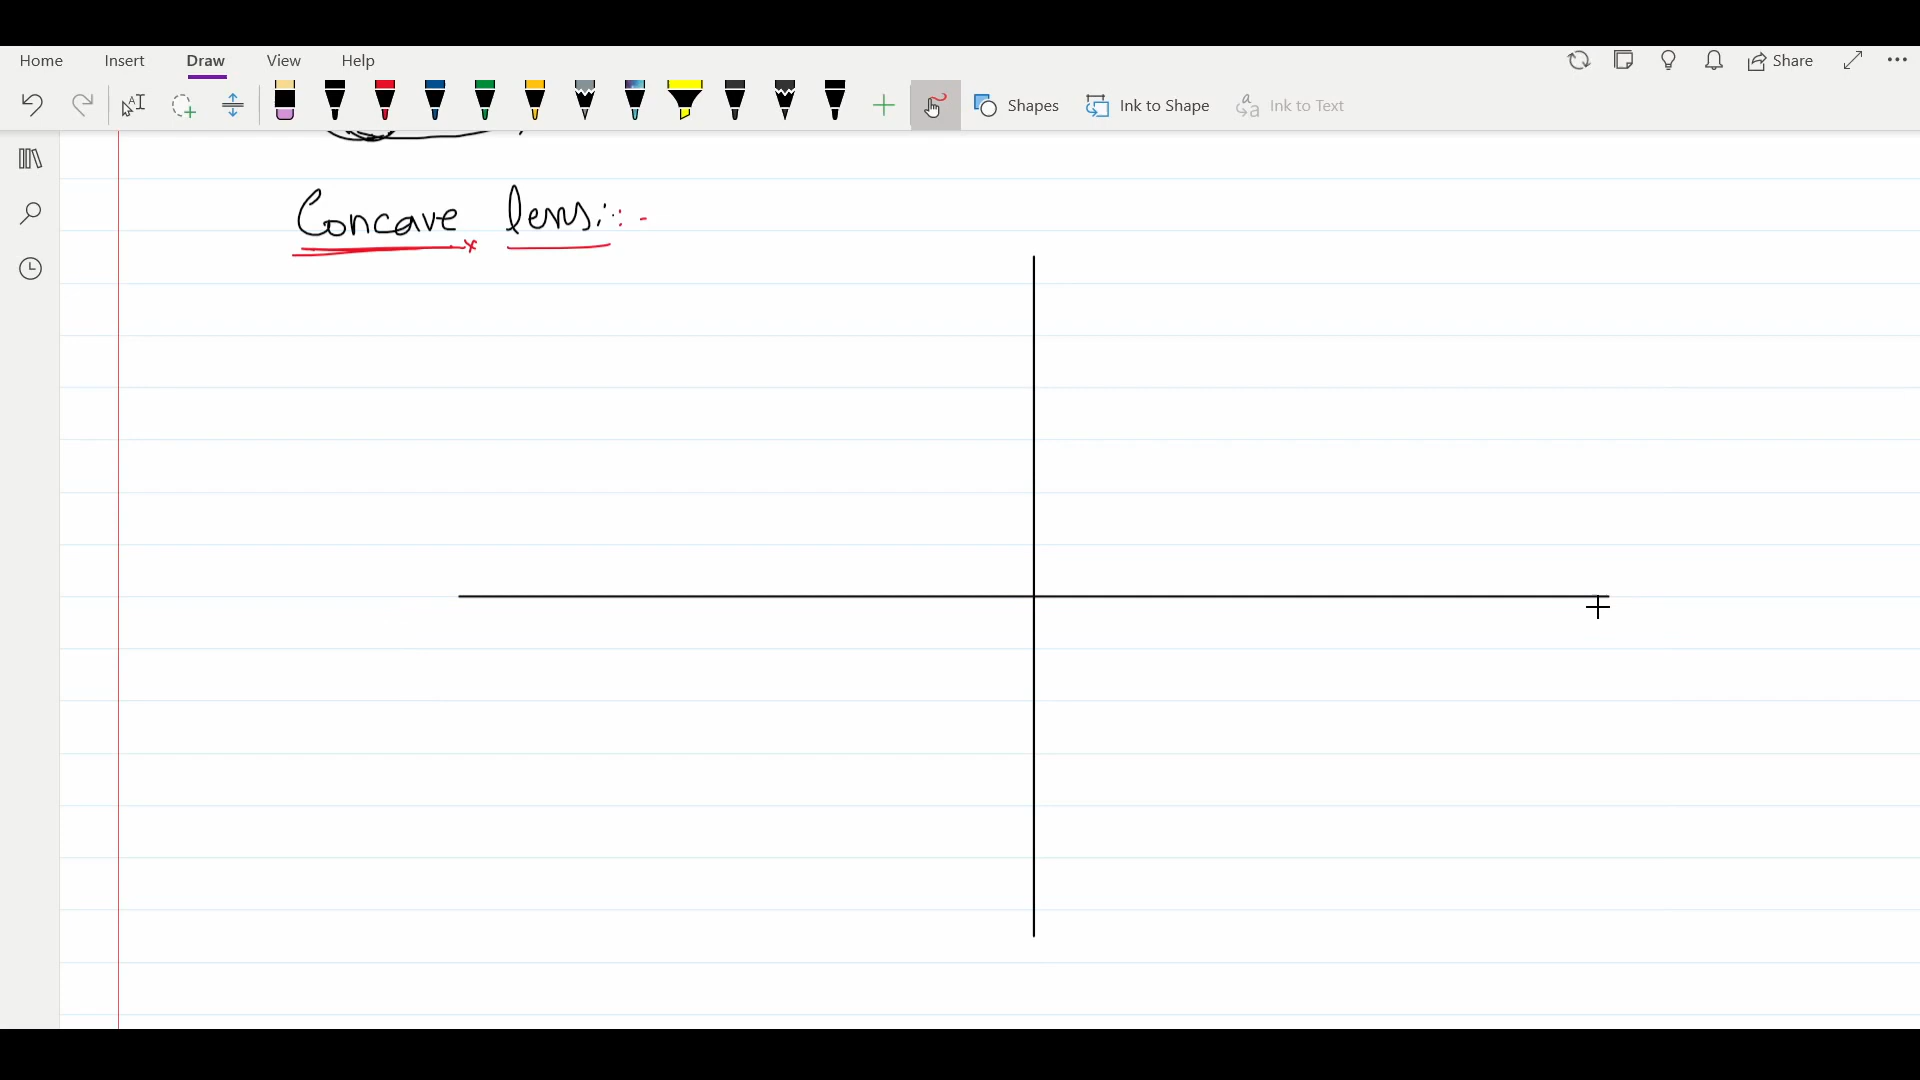 Home Insert Draw View Help Share
Shapes Ink to Shape Ink to Text
Concave lens: : -